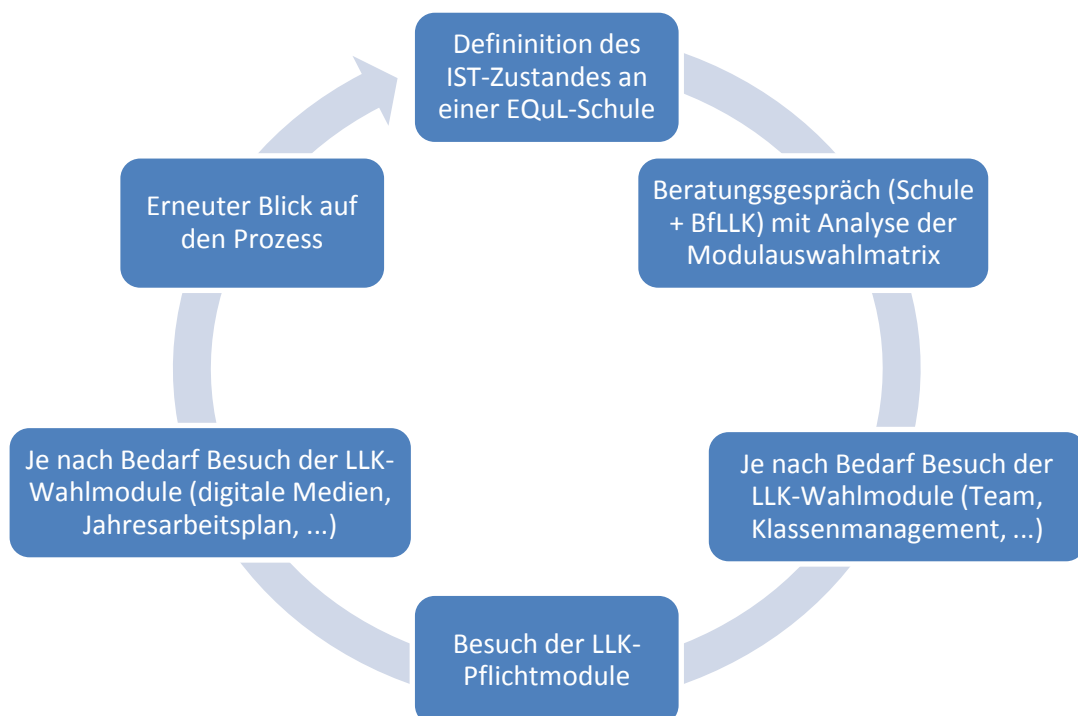 Defininition des
IST-Zustandes an
einer EQuL-Schule
Beratungsgespräch (Schule
+ BfLLK) mit Analyse der
Modulauswahlmatrix
Je nach Bedarf Besuch der
LLK-Wahlmodule (Team,
Klassenmanagement, ...)
Besuch der LLK-
Pflichtmodule
Je nach Bedarf Besuch der LLK-
Wahlmodule (digitale Medien,
Jahresarbeitsplan, ...)
Erneuter Blick auf
den Prozess